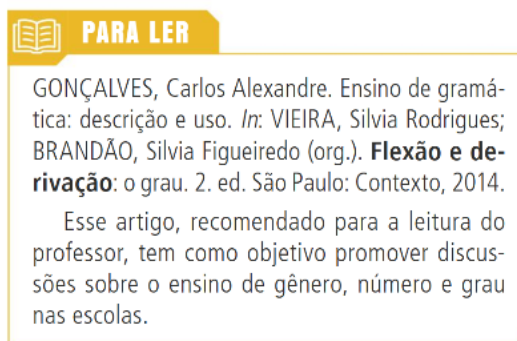 PARA LER
GONÇALVES, Carlos Alexandre. Ensino de gramá-
tica: descrição e uso. In: VIEIRA, Silvia Rodrigues;
BRANDÃO, Silvia Figueiredo (org.). Flexão e de-
rivação: o grau. 2. ed. São Paulo: Contexto, 2014.
Esse artigo, recomendado para a leitura do
professor, tem como objetivo promover discus-
sões sobre o ensino de gênero, número e grau
nas escolas.